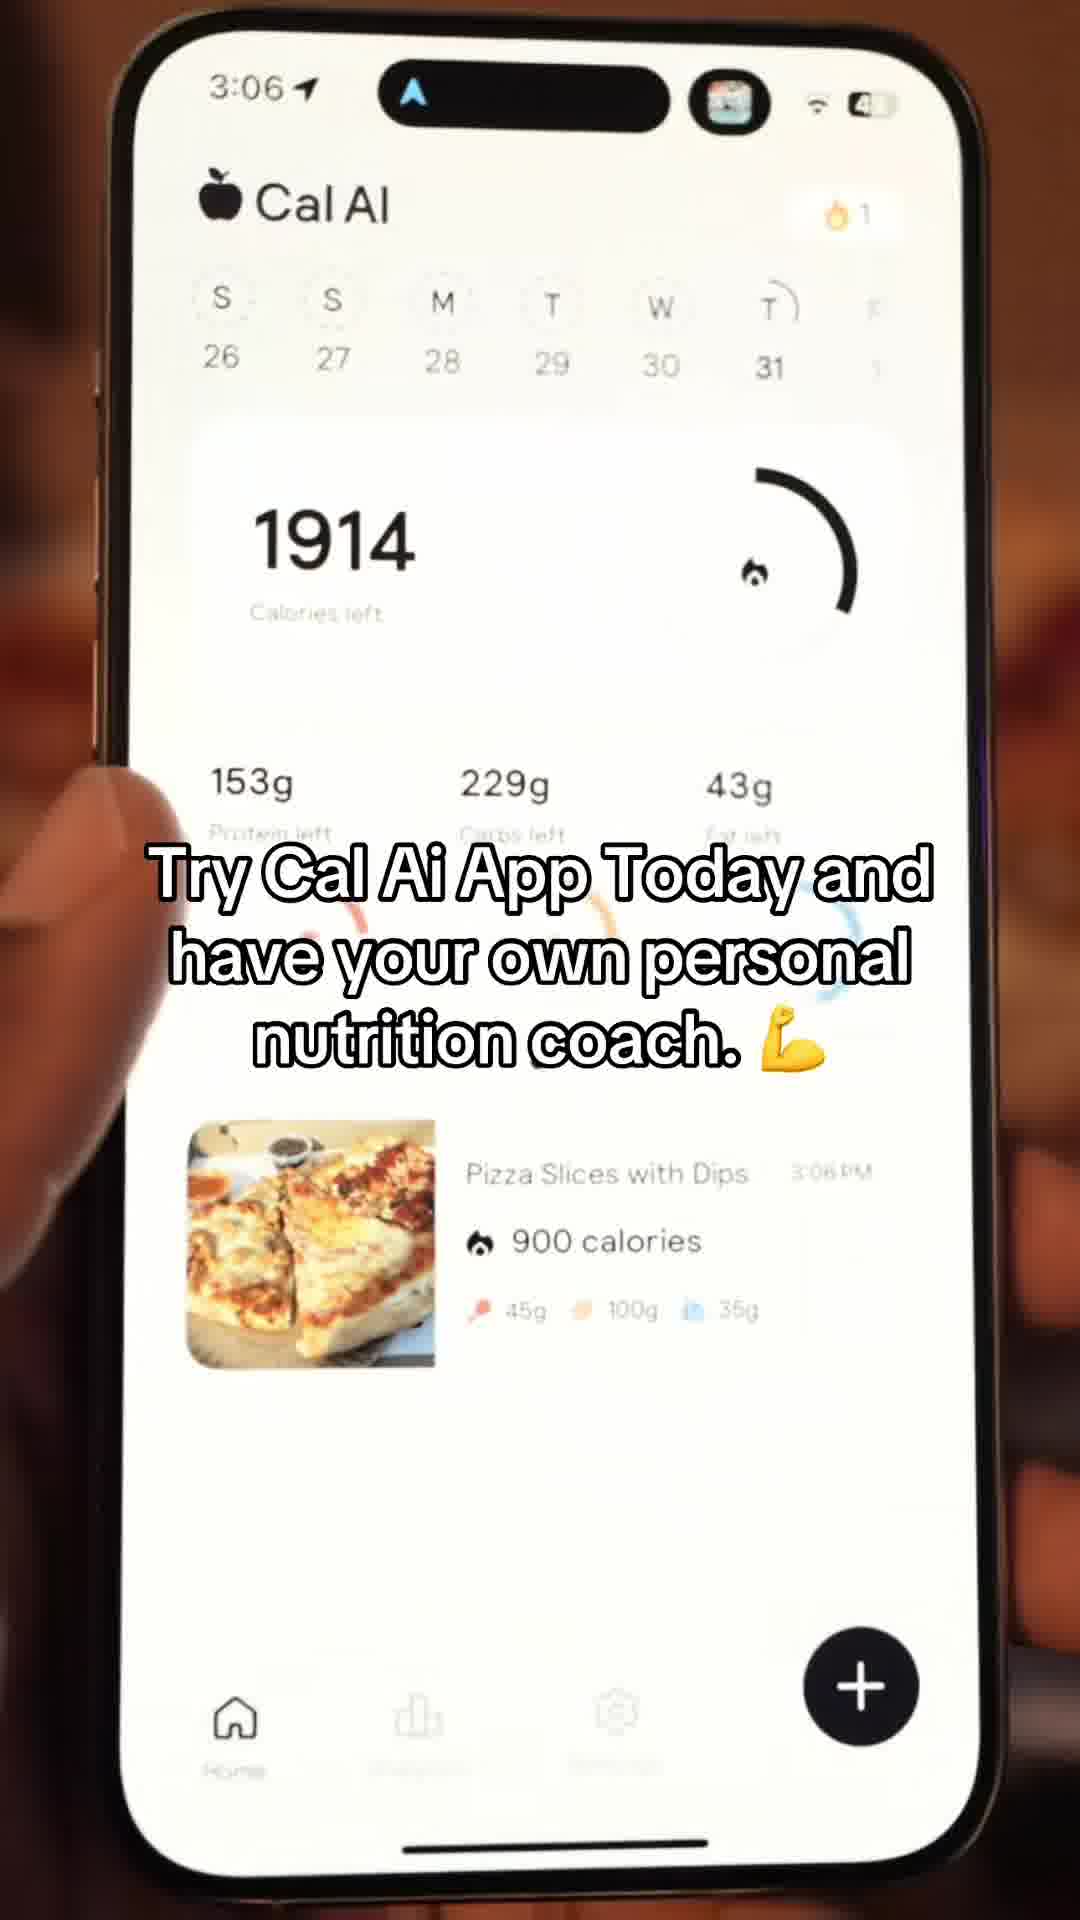 3:06
Cal AI
1
S S M T W T
26 27 28 29 30 31
1914
Calories left
153g 229g 43g
Protein left Carbs left Fat left
Try Cal Ai App Today and
have your own personal
nutrition coach. 💪
Pizza Slices with Dips 3:06 PM
900 calories
45g 100g 35g
Home